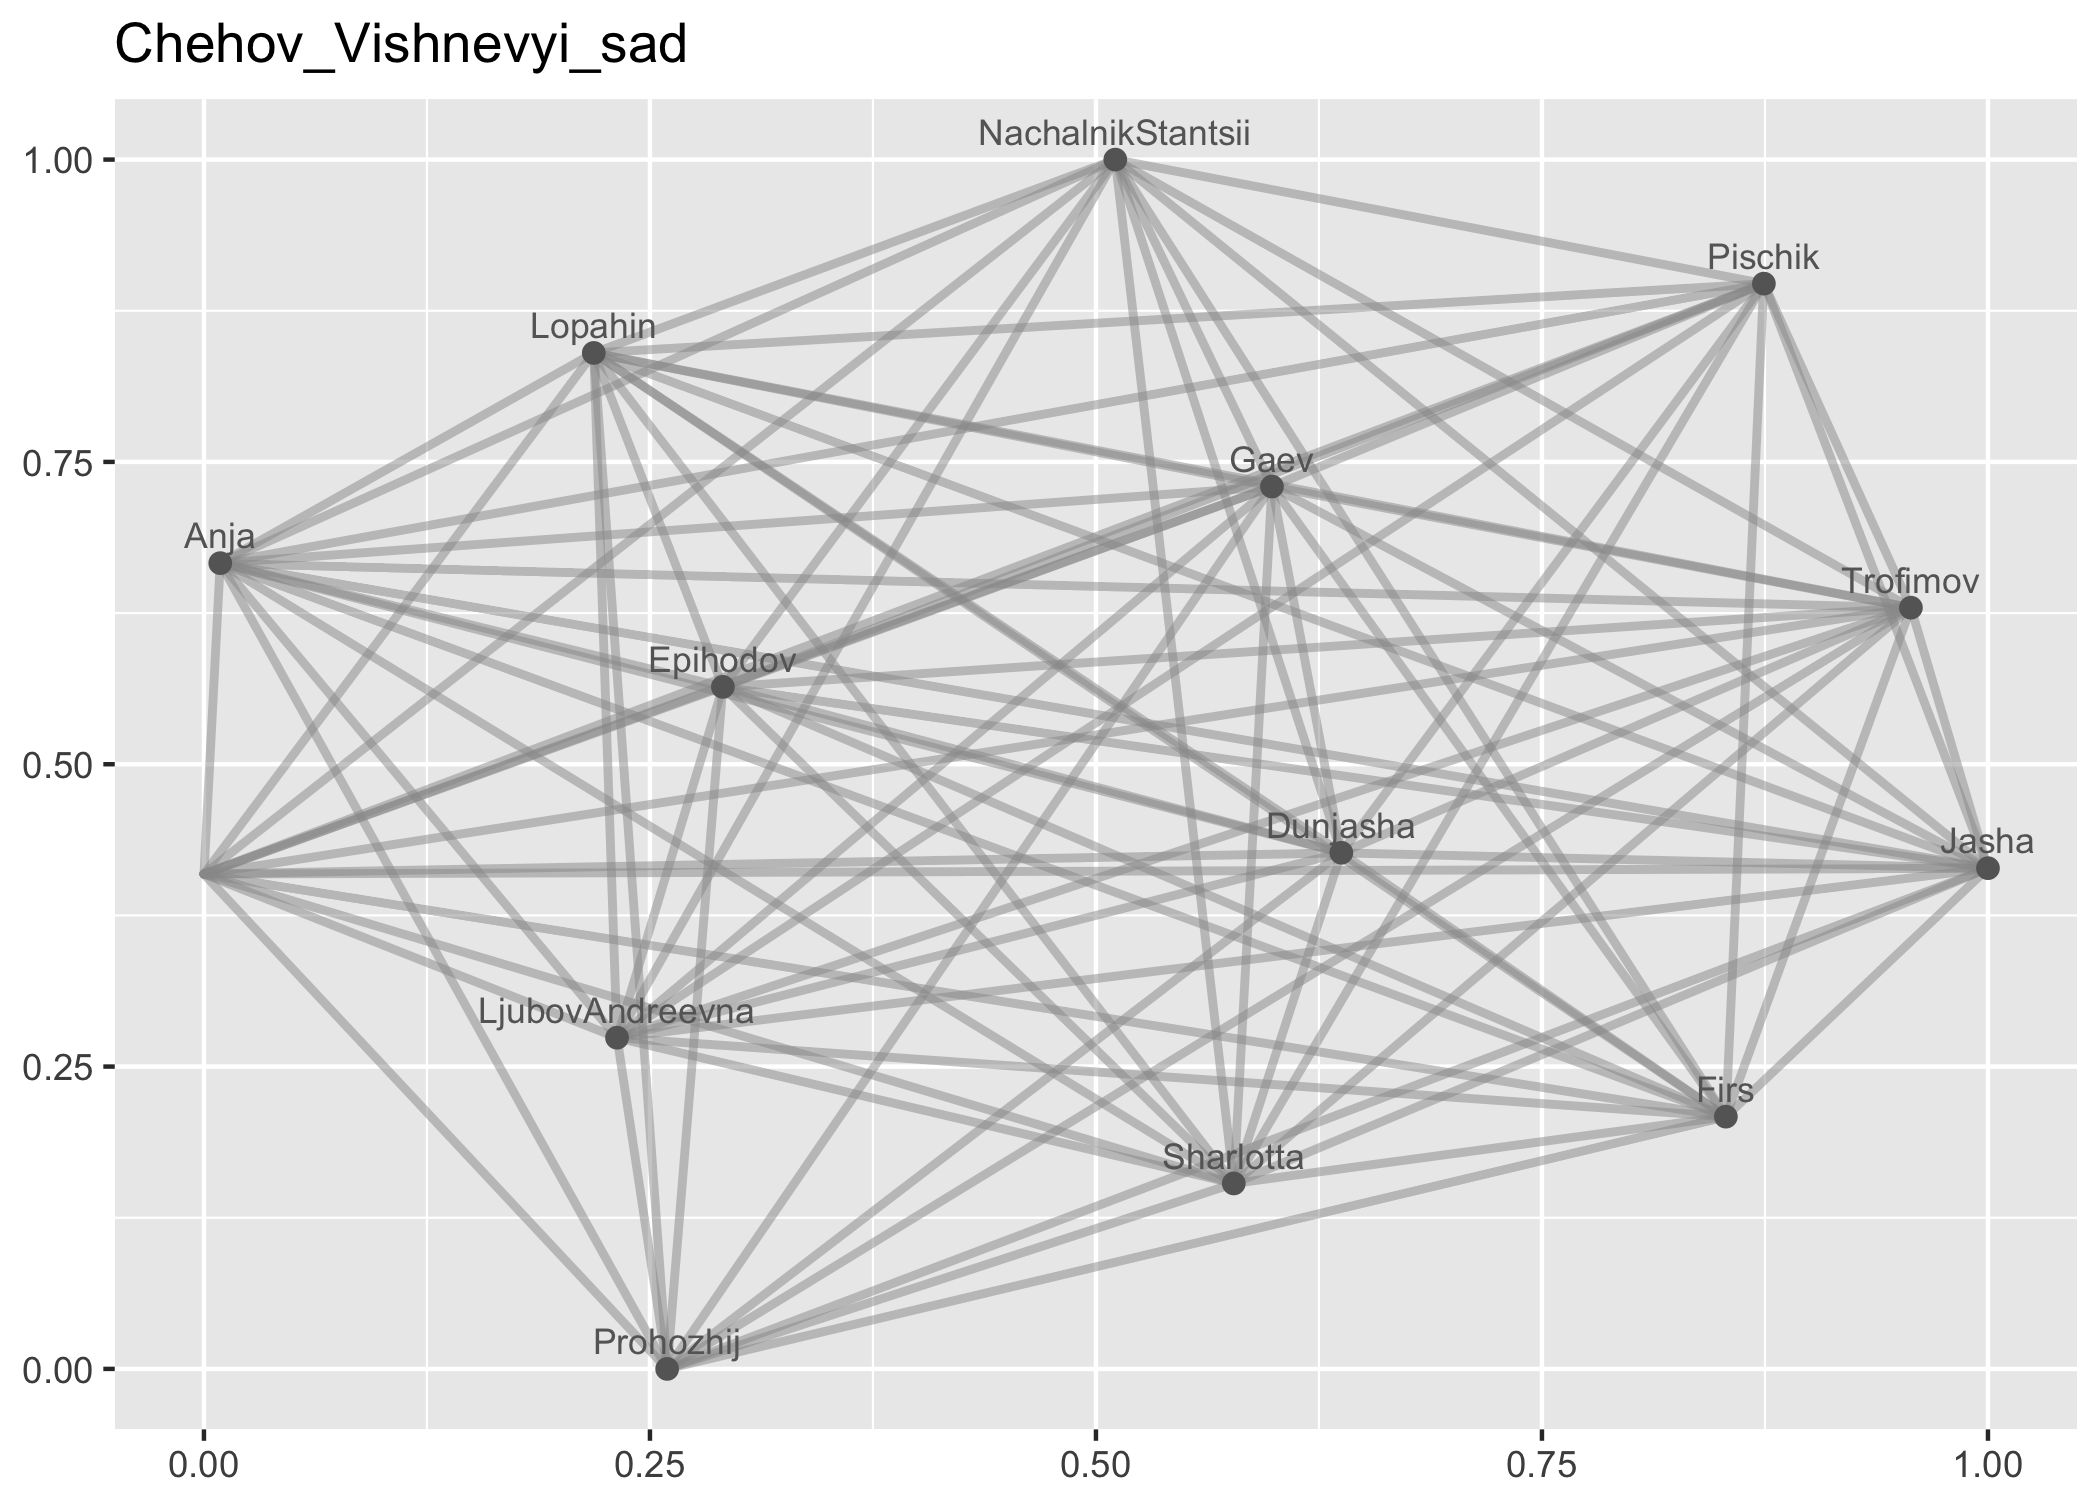 Chehov_Vishnevyi_sad
1.00
0.75
0.50
0.25
0.00
NachalnikStantsii
Pischik
Lopahin
Gaev
Anja
Trofimov
Epihodov
Dunjasha
Jasha
LjubovAndreevna
Firs
Sharlotta
Prohozhij
0.00 0.25 0.50 0.75 1.00